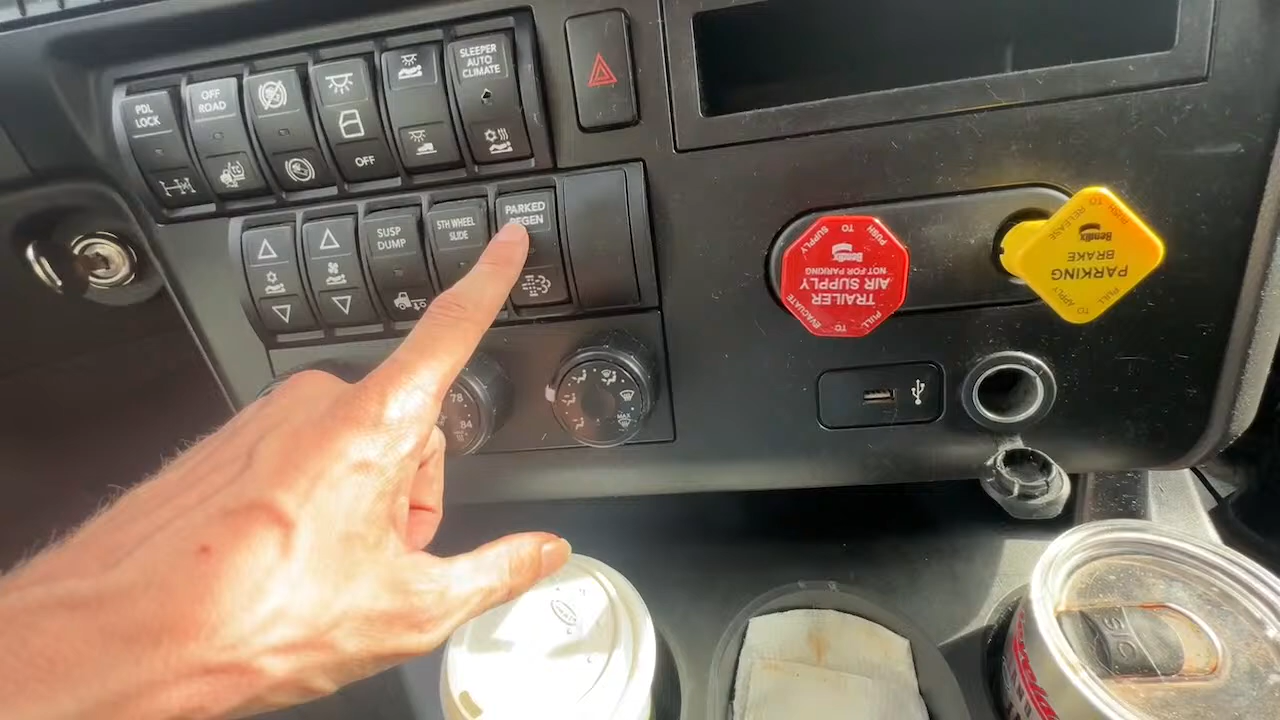 PDL
LOCK
OFF
ROAD
OFF
SLEEPER
AUTO
CLIMATE
SUSP
DUMP
5TH WHEEL
SLIDE
PARKED
REGEN
78
84
MAX
PUSH
TO
SUPPLY
Bendix
NOT FOR PARKING
TRAILER
AIR SUPPLY
PULL
TO
EVACUATE
PUSH
TO
RELEASE
Bendix
PARKING
BRAKE
PULL
TO
APPLY